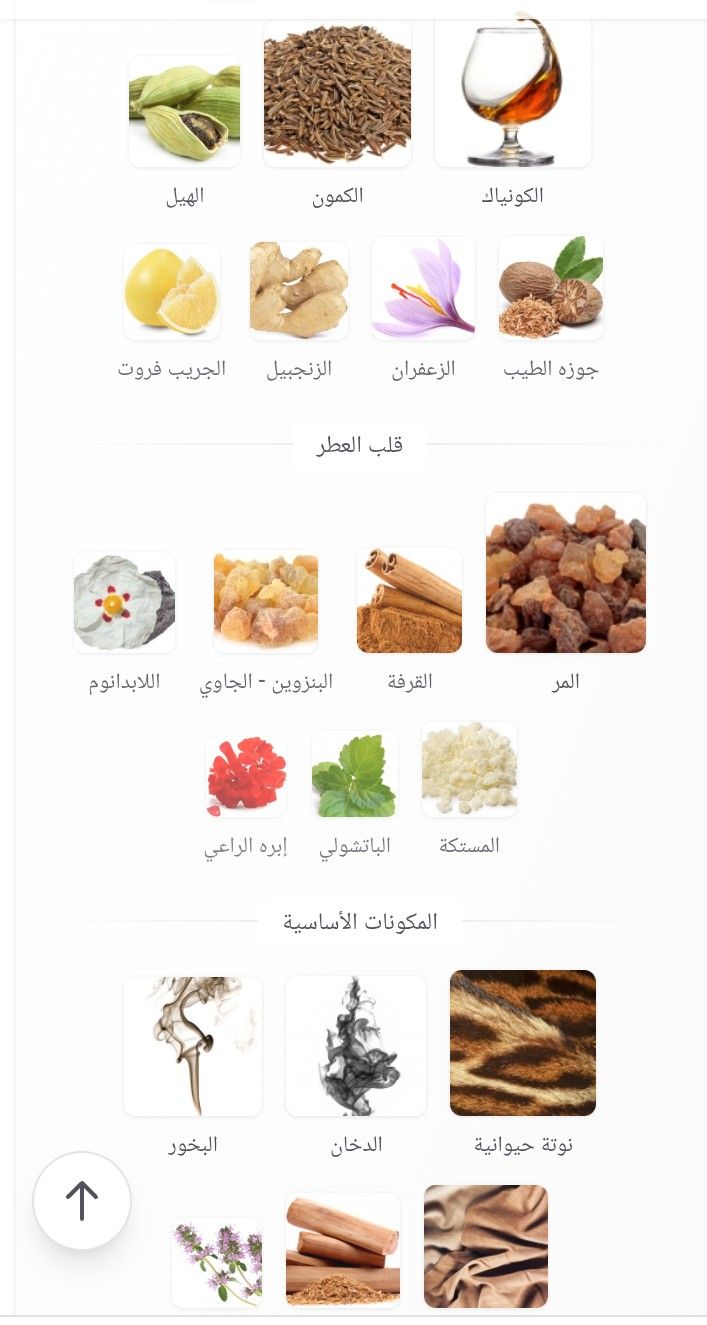 الكونياك الكمون الهيل
جوزه الطيب الزعفران الزنجبيل الجريب فروت
قلب العطر
المر القرفة البنزوين - الجاوي اللابدانوم
المستكة الباتشولي إبره الراعي
المكونات الأساسية
نوتة حيوانية الدخان البخور